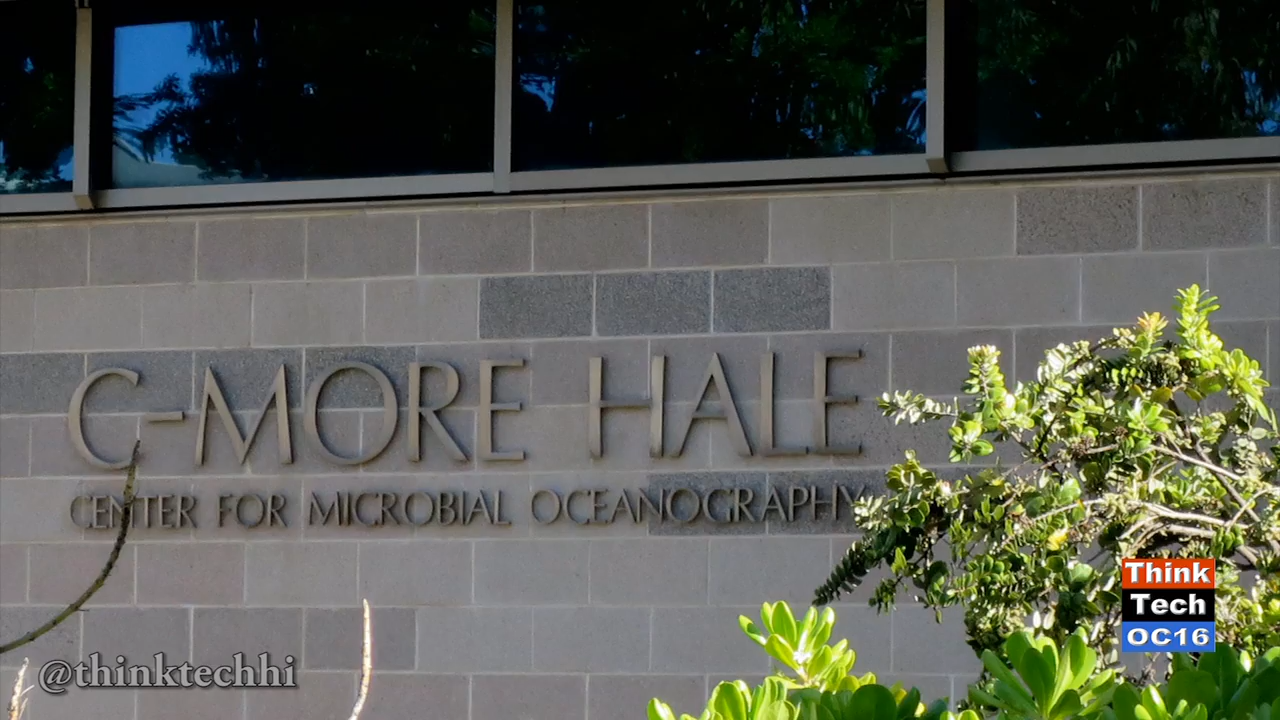 C-MORE HALE
CENTER FOR MICROBIAL OCEANOGRAPHY
Think
Tech
OC16
@thinktechhi